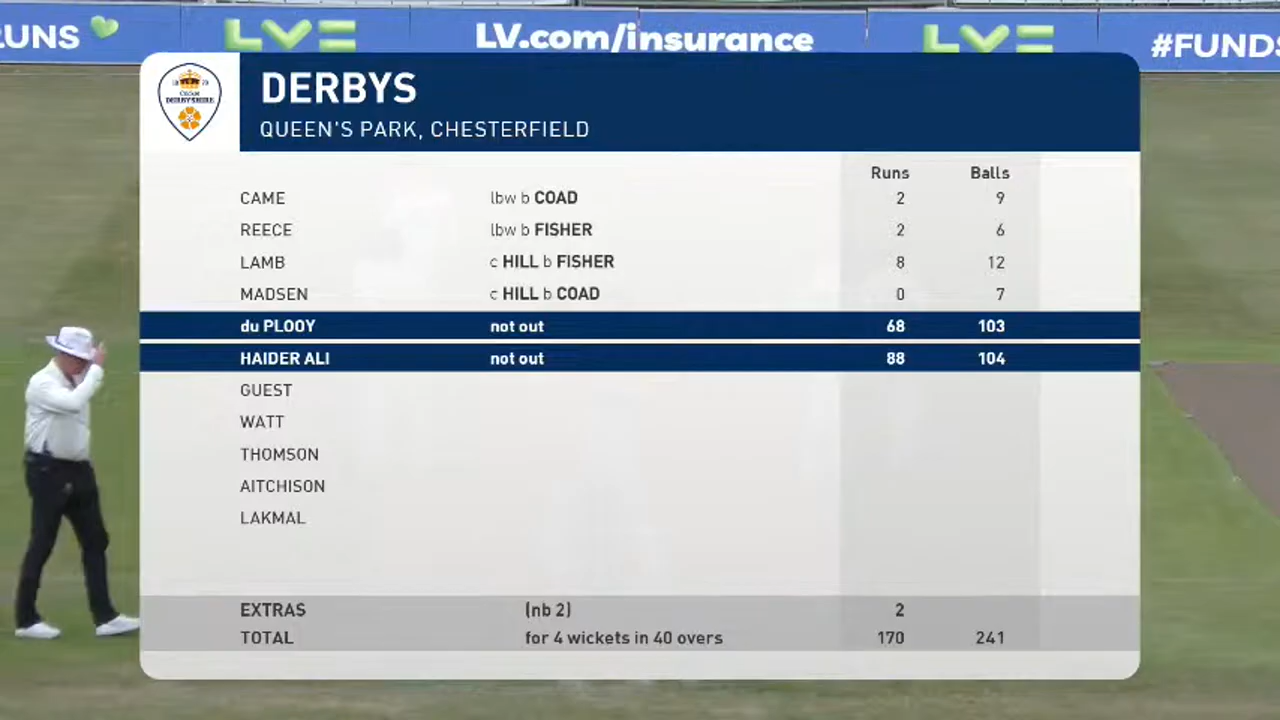 RUNS
LV=
LV.com/insurance
LV=
#FUNDS
DERBYSHIRE
DERBYS
QUEEN'S PARK, CHESTERFIELD
Runs Balls
CAME lbw b COAD 2 9
REECE lbw b FISHER 2 6
LAMB c HILL b FISHER 8 12
MADSEN c HILL b COAD 0 7
du PLOOY not out 68 103
HAIDER ALI not out 88 104
GUEST
WATT
THOMSON
AITCHISON
LAKMAL
EXTRAS (nb 2) 2
TOTAL for 4 wickets in 40 overs 170 241